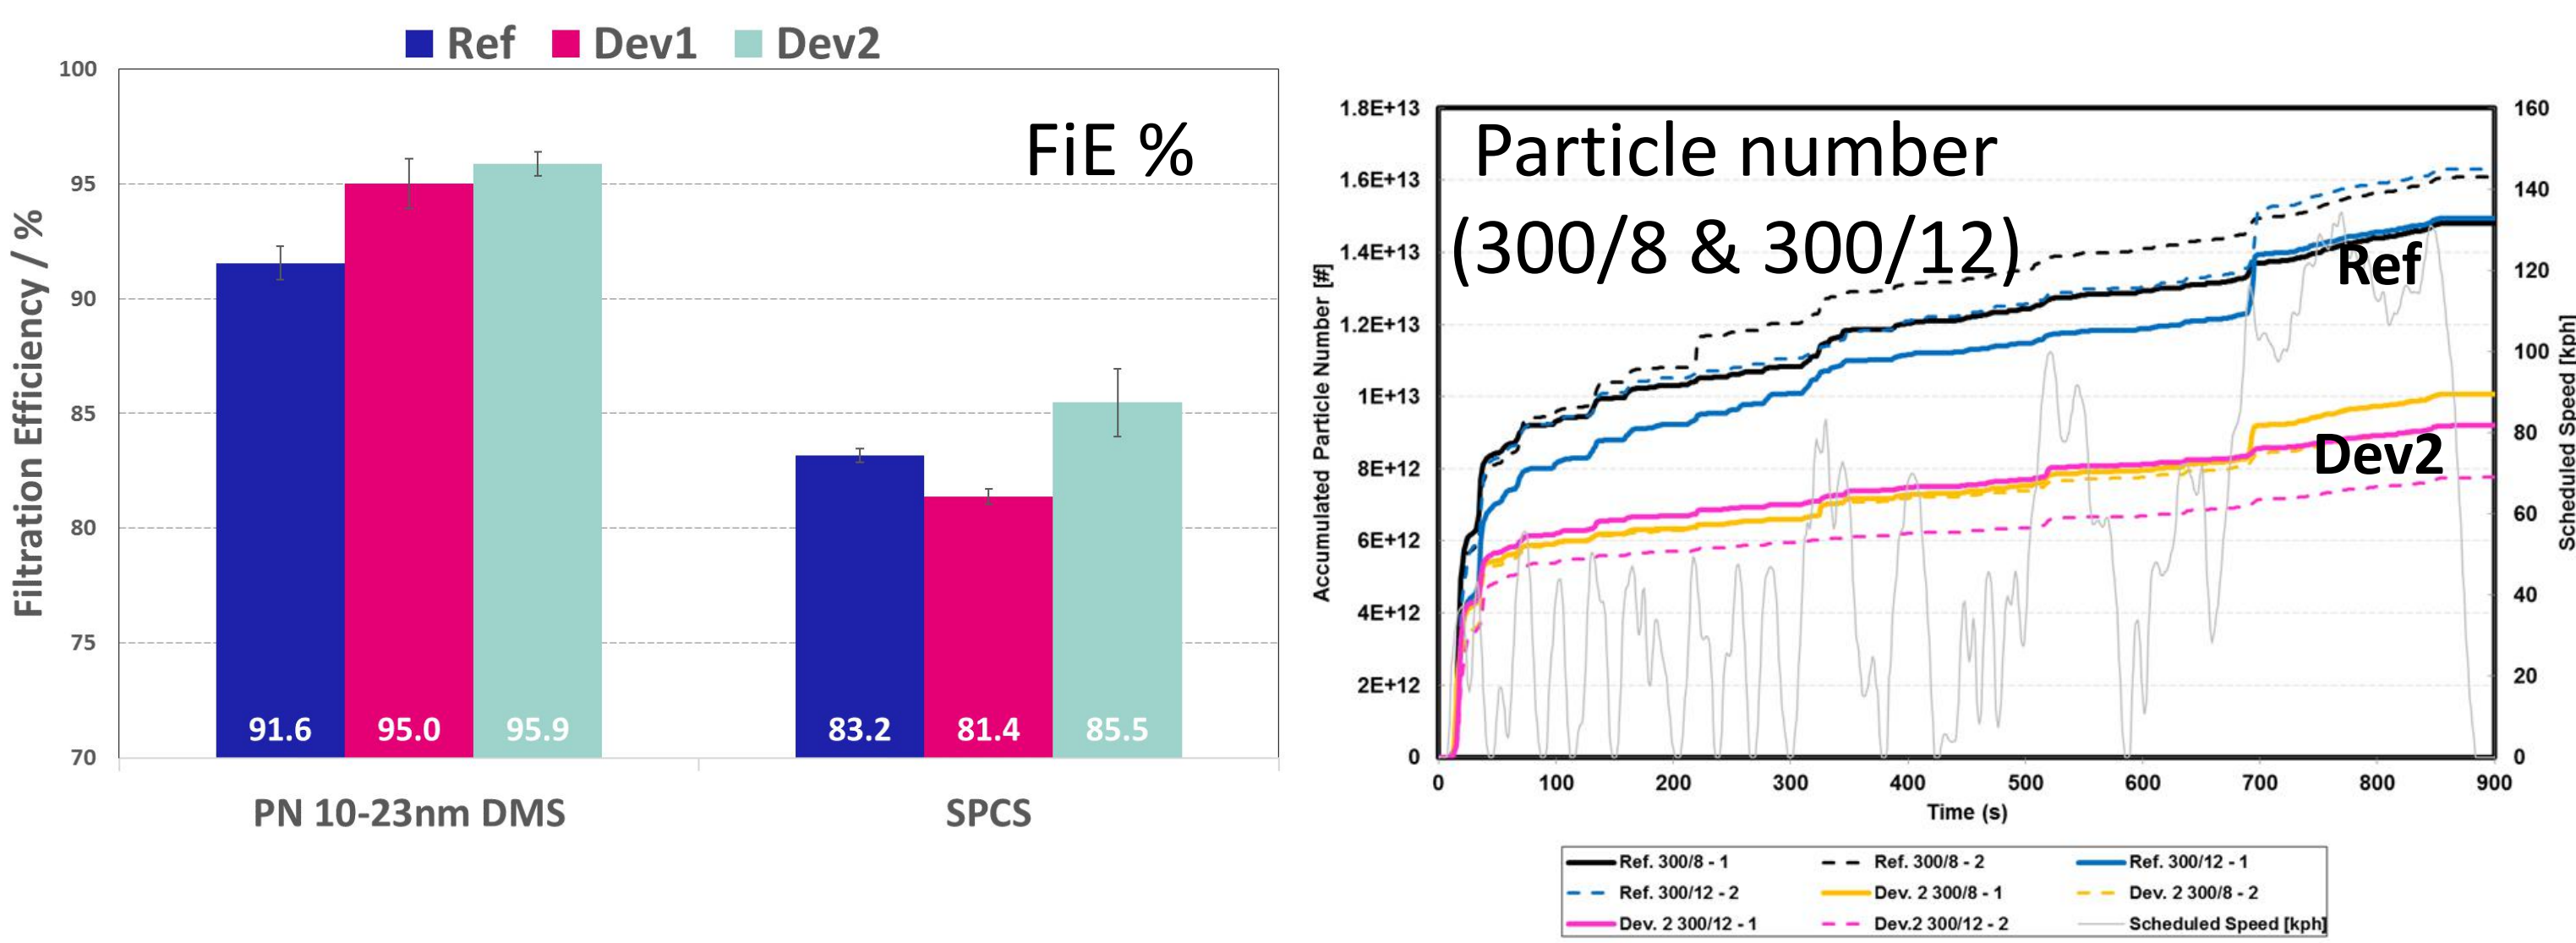 Ref Dev1 Dev2
FiE %
Filtration Efficiency / %
100
95
90
85
80
75
70
91.6 95.0 95.9 83.2 81.4 85.5
PN 10-23nm DMS SPCS
Particle number
(300/8 & 300/12)
Ref
Dev2
Accumulated Particle Number [#]
1.8E+13
1.6E+13
1.4E+13
1.2E+13
1E+13
8E+12
6E+12
4E+12
2E+12
0
Scheduled Speed [kph]
160
140
120
100
80
60
40
20
0
0 100 200 300 400 500 600 700 800 900
Time (s)
Ref. 300/8 - 1 Ref. 300/8 - 2 Ref. 300/12 - 1
Ref. 300/12 - 2 Dev. 2 300/8 - 1 Dev. 2 300/8 - 2
Dev. 2 300/12 - 1 Dev.2 300/12 - 2 Scheduled Speed [kph]